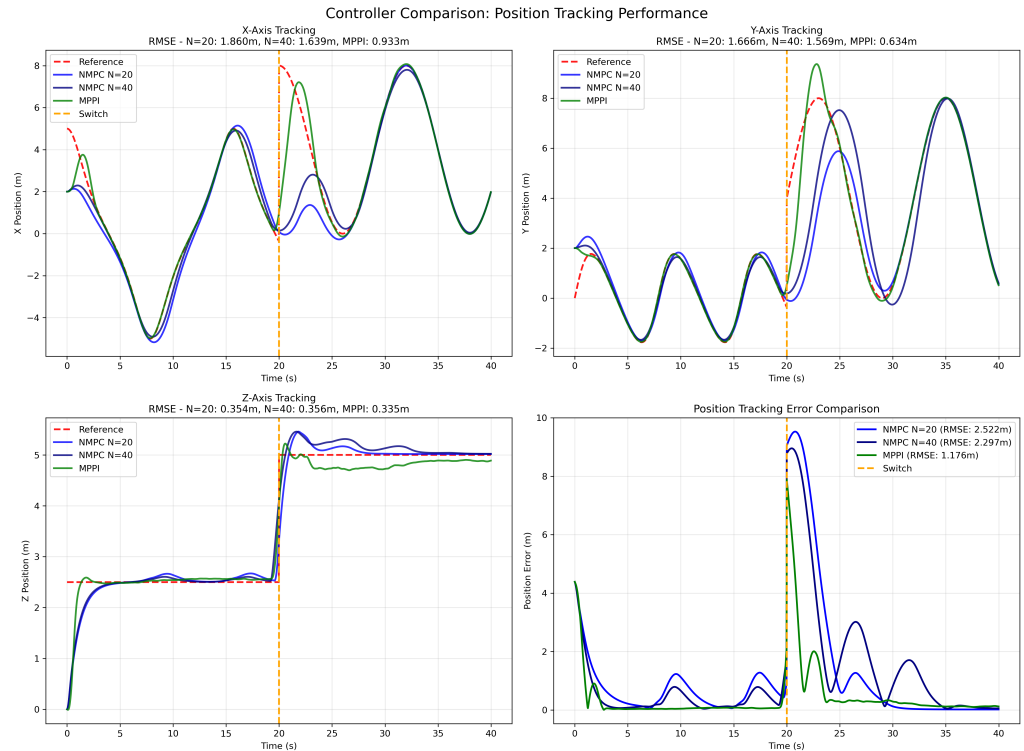 Controller Comparison: Position Tracking Performance
X-Axis Tracking
RMSE - N=20: 1.860m, N=40: 1.639m, MPPI: 0.933m
Reference
NMPC N=20
NMPC N=40
MPPI
Switch
X Position (m)
8
6
4
2
0
−2
−4
0
5
10
15
20
25
30
35
40
Time (s)
Y-Axis Tracking
RMSE - N=20: 1.666m, N=40: 1.569m, MPPI: 0.634m
Reference
NMPC N=20
NMPC N=40
MPPI
Y Position (m)
8
6
4
2
0
−2
0
5
10
15
20
25
30
35
40
Time (s)
Z-Axis Tracking
RMSE - N=20: 0.354m, N=40: 0.356m, MPPI: 0.335m
Reference
NMPC N=20
NMPC N=40
MPPI
Z Position (m)
5
4
3
2
1
0
0
5
10
15
20
25
30
35
40
Time (s)
Position Tracking Error Comparison
NMPC N=20 (RMSE: 2.522m)
NMPC N=40 (RMSE: 2.297m)
MPPI (RMSE: 1.176m)
Switch
Position Error (m)
10
8
6
4
2
0
0
5
10
15
20
25
30
35
40
Time (s)